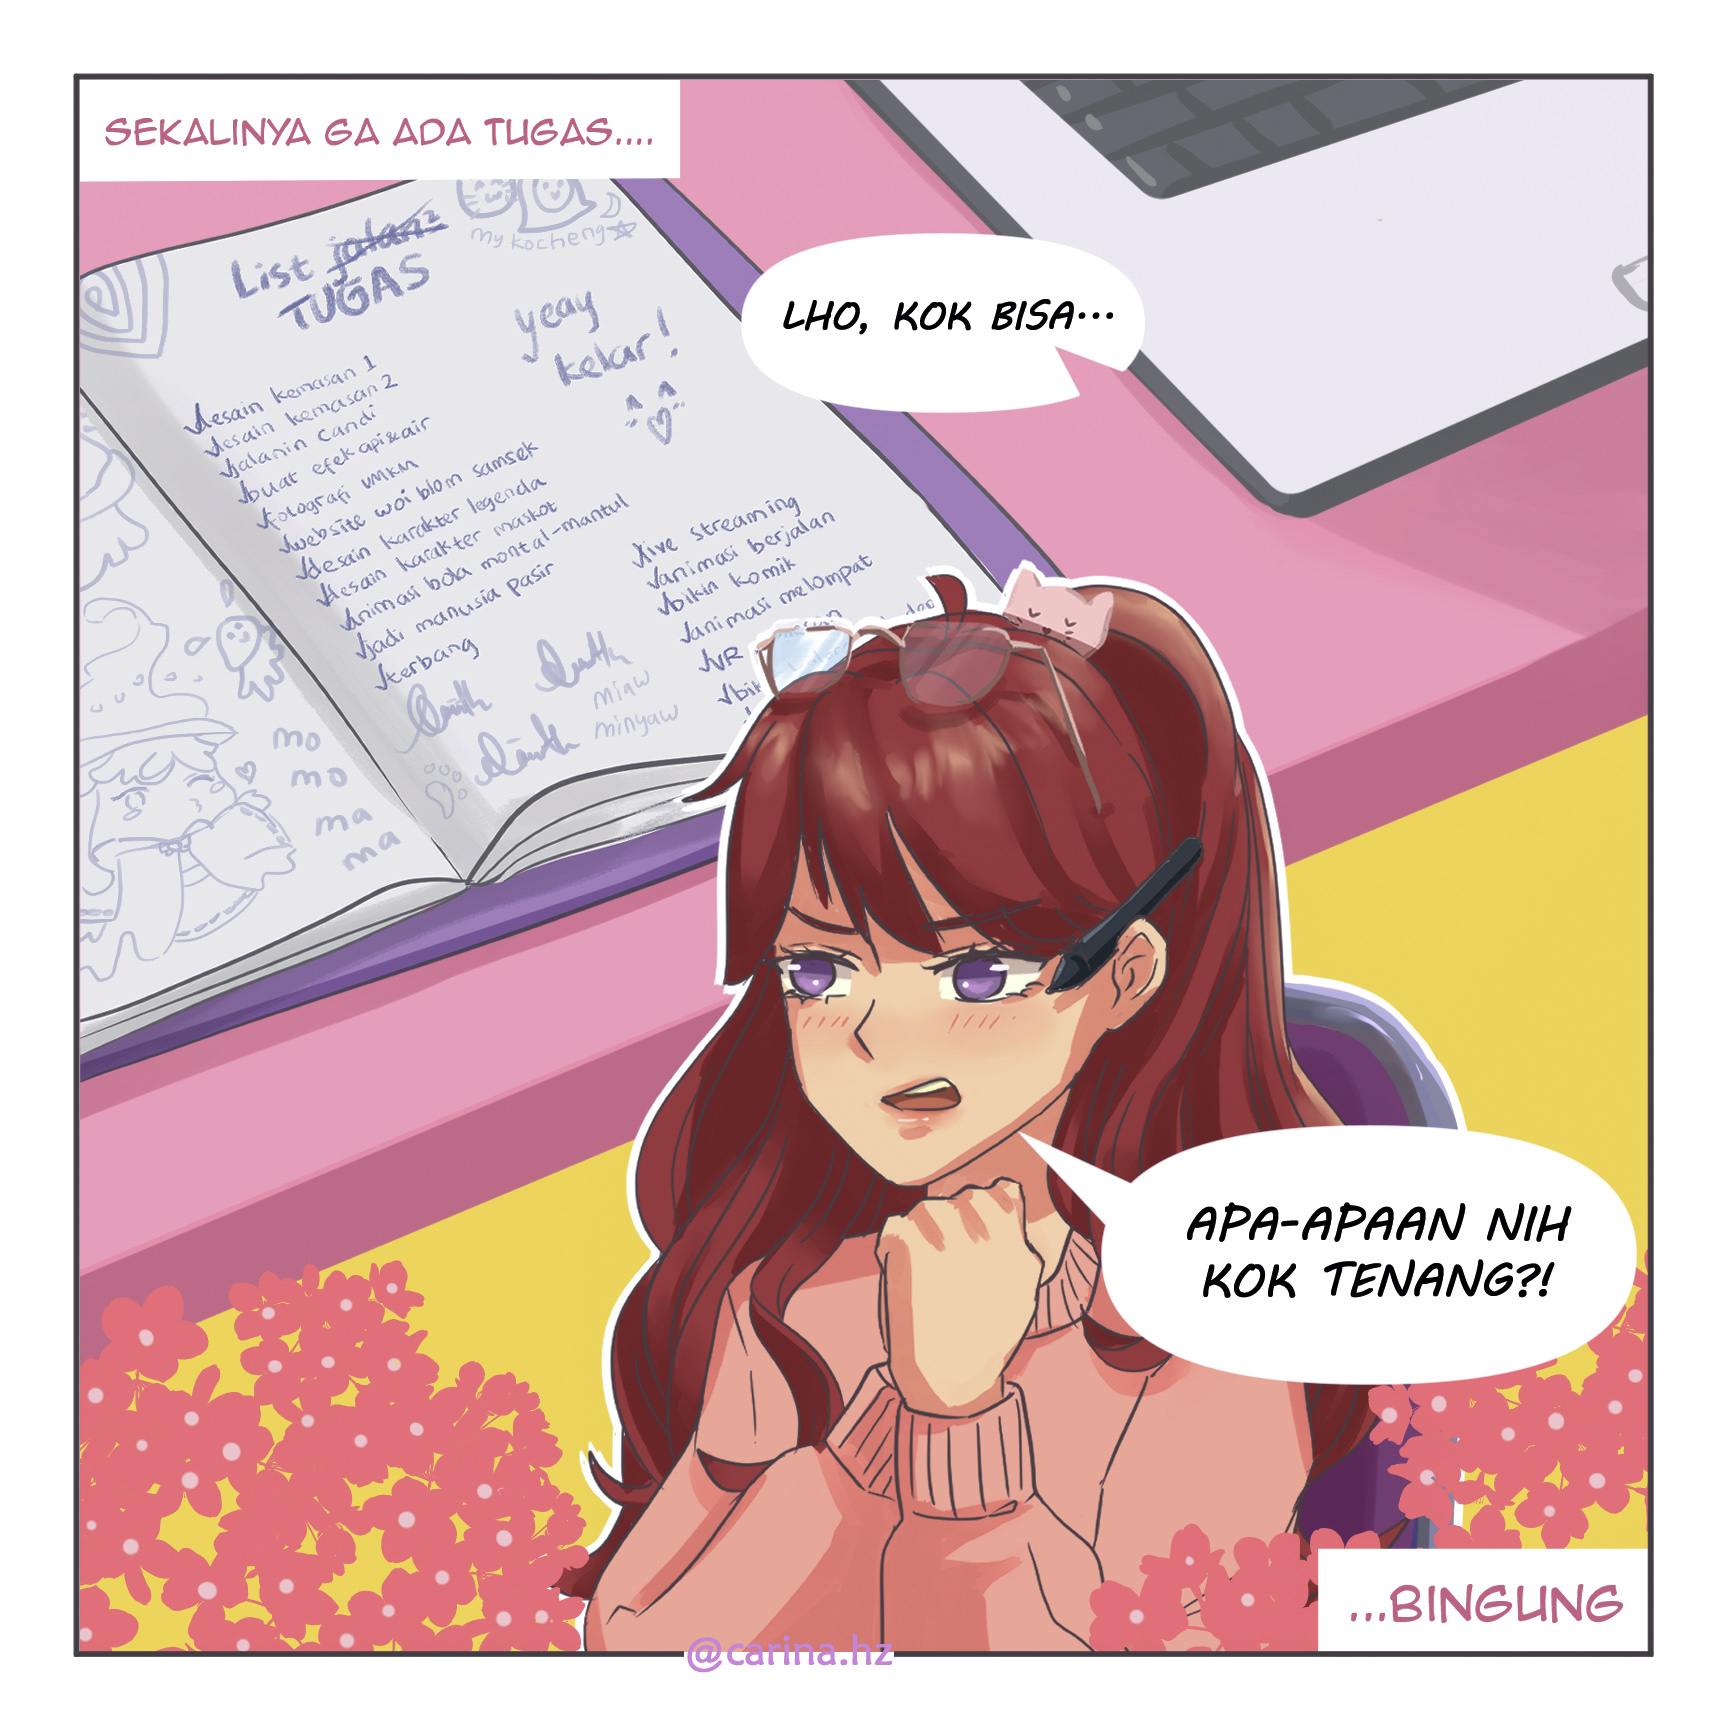 SEKALINYA GA ADA TUGAS....
List jalan2
TUGAS
my kocheng
yeay
kelar!
desain kemasan 1
desain kemasan 2
jalanin candi
buat efek api&air
fotografi UMKM
website woi blom samsek
desain karakter legenda
desain karakter maskot
animasi bola montal-mantul
jadi manusia pasir
terbang
live streaming
animasi berjalan
bikin komik
animasi melompat
VR
miaw
minyaw
mo
mo
ma
ma
LHO, KOK BISA...
APA-APAAN NIH
KOK TENANG?!
...BINGUNG
@carina.hz